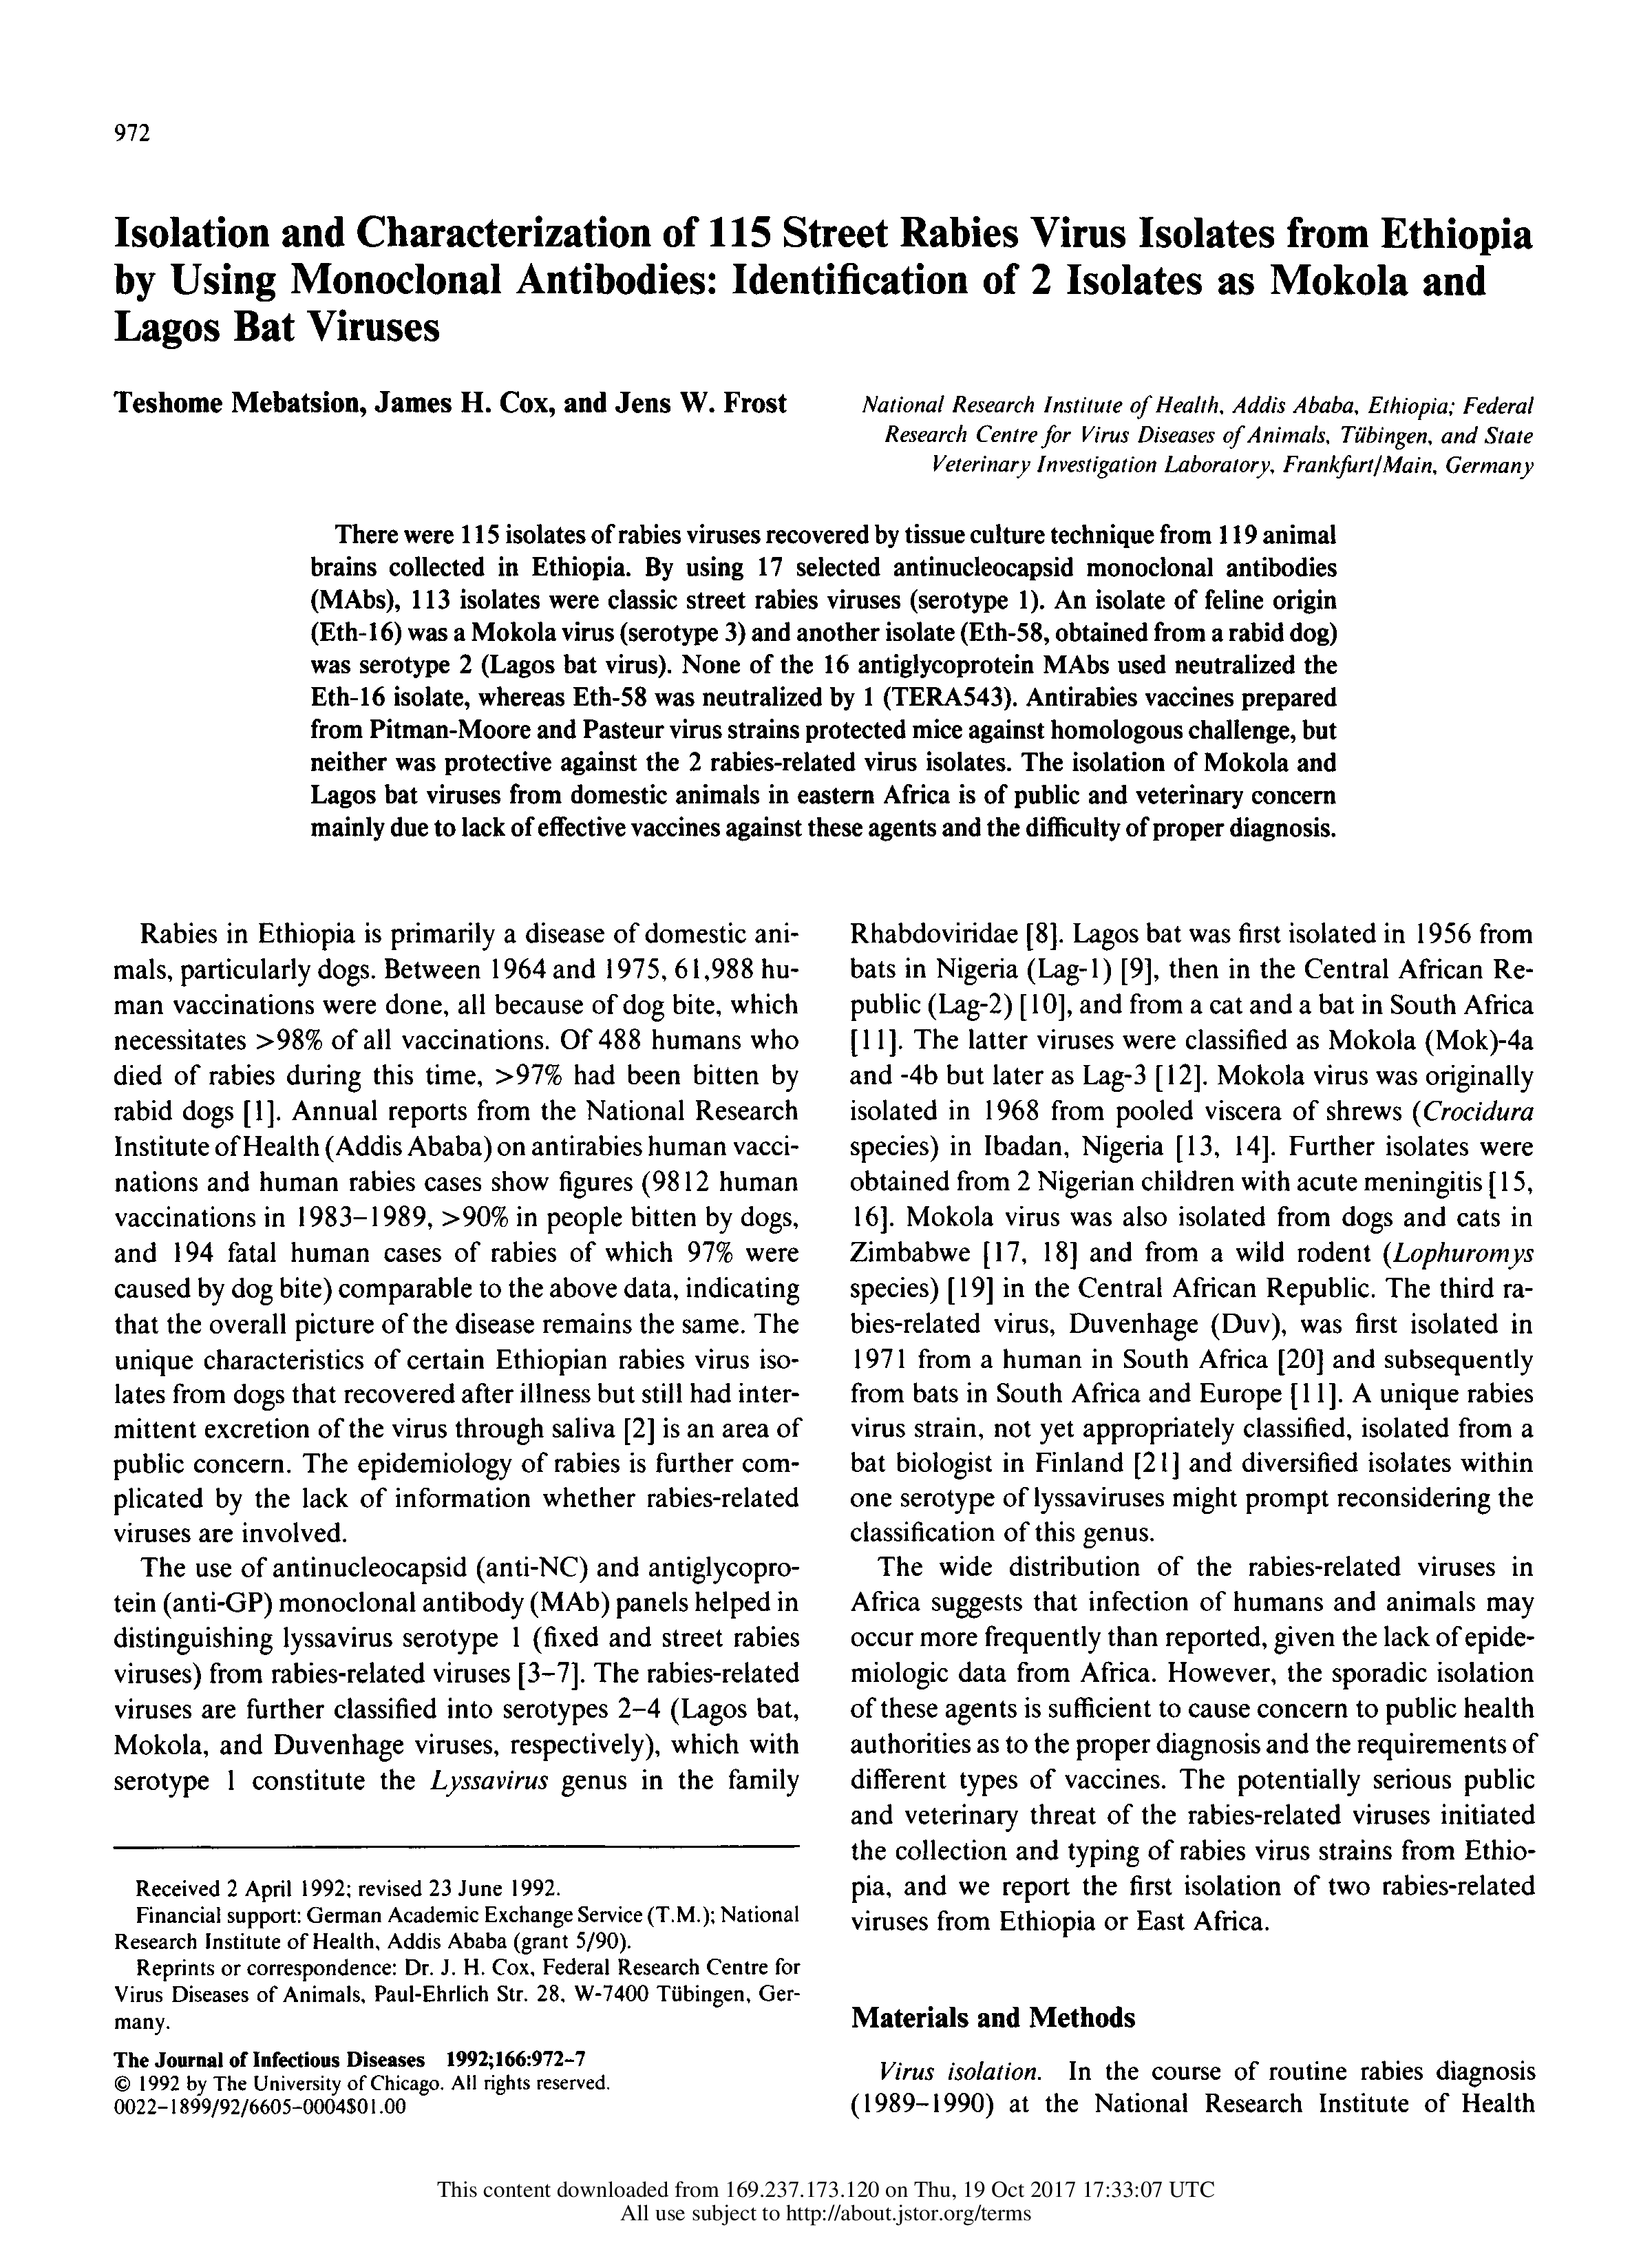 972
Isolation and Characterization of 115 Street Rabies Virus Isolates from Ethiopia
by Using Monoclonal Antibodies: Identification of 2 Isolates as Mokola and
Lagos Bat Viruses
Teshome Mebatsion, James H. Cox, and Jens W. Frost
National Research Institute of Health, Addis Ababa, Ethiopia; Federal
Research Centre for Virus Diseases of Animals, Tübingen, and State
Veterinary Investigation Laboratory, Frankfurt/Main, Germany
There were 115 isolates of rabies viruses recovered by tissue culture technique from 119 animal
brains collected in Ethiopia. By using 17 selected antinucleocapsid monoclonal antibodies
(MAbs), 113 isolates were classic street rabies viruses (serotype 1). An isolate of feline origin
(Eth-16) was a Mokola virus (serotype 3) and another isolate (Eth-58, obtained from a rabid dog)
was serotype 2 (Lagos bat virus). None of the 16 antiglycoprotein MAbs used neutralized the
Eth-16 isolate, whereas Eth-58 was neutralized by 1 (TERA543). Antirabies vaccines prepared
from Pitman-Moore and Pasteur virus strains protected mice against homologous challenge, but
neither was protective against the 2 rabies-related virus isolates. The isolation of Mokola and
Lagos bat viruses from domestic animals in eastern Africa is of public and veterinary concern
mainly due to lack of effective vaccines against these agents and the difficulty of proper diagnosis.
Rabies in Ethiopia is primarily a disease of domestic ani-
mals, particularly dogs. Between 1964 and 1975, 61,988 hu-
man vaccinations were done, all because of dog bite, which
necessitates >98% of all vaccinations. Of 488 humans who
died of rabies during this time, >97% had been bitten by
rabid dogs [1]. Annual reports from the National Research
Institute of Health (Addis Ababa) on antirabies human vacci-
nations and human rabies cases show figures (9812 human
vaccinations in 1983–1989, >90% in people bitten by dogs,
and 194 fatal human cases of rabies of which 97% were
caused by dog bite) comparable to the above data, indicating
that the overall picture of the disease remains the same. The
unique characteristics of certain Ethiopian rabies virus iso-
lates from dogs that recovered after illness but still had inter-
mittent excretion of the virus through saliva [2] is an area of
public concern. The epidemiology of rabies is further com-
plicated by the lack of information whether rabies-related
viruses are involved.
The use of antinucleocapsid (anti-NC) and antiglycopro-
tein (anti-GP) monoclonal antibody (MAb) panels helped in
distinguishing lyssavirus serotype 1 (fixed and street rabies
viruses) from rabies-related viruses [3–7]. The rabies-related
viruses are further classified into serotypes 2–4 (Lagos bat,
Mokola, and Duvenhage viruses, respectively), which with
serotype 1 constitute the Lyssavirus genus in the family
Received 2 April 1992; revised 23 June 1992.
Financial support: German Academic Exchange Service (T.M.); National
Research Institute of Health, Addis Ababa (grant 5/90).
Reprints or correspondence: Dr. J. H. Cox, Federal Research Centre for
Virus Diseases of Animals, Paul-Ehrlich Str. 28, W-7400 Tübingen, Ger-
many.
The Journal of Infectious Diseases 1992;166:972–7
© 1992 by The University of Chicago. All rights reserved.
0022-1899/92/6605-0004$01.00
Rhabdoviridae [8]. Lagos bat was first isolated in 1956 from
bats in Nigeria (Lag-1) [9], then in the Central African Re-
public (Lag-2) [10], and from a cat and a bat in South Africa
[11]. The latter viruses were classified as Mokola (Mok)-4a
and -4b but later as Lag-3 [12]. Mokola virus was originally
isolated in 1968 from pooled viscera of shrews (Crocidura
species) in Ibadan, Nigeria [13, 14]. Further isolates were
obtained from 2 Nigerian children with acute meningitis [15,
16]. Mokola virus was also isolated from dogs and cats in
Zimbabwe [17, 18] and from a wild rodent (Lophuromys
species) [19] in the Central African Republic. The third ra-
bies-related virus, Duvenhage (Duv), was first isolated in
1971 from a human in South Africa [20] and subsequently
from bats in South Africa and Europe [11]. A unique rabies
virus strain, not yet appropriately classified, isolated from a
bat biologist in Finland [21] and diversified isolates within
one serotype of lyssaviruses might prompt reconsidering the
classification of this genus.
The wide distribution of the rabies-related viruses in
Africa suggests that infection of humans and animals may
occur more frequently than reported, given the lack of epide-
miologic data from Africa. However, the sporadic isolation
of these agents is sufficient to cause concern to public health
authorities as to the proper diagnosis and the requirements of
different types of vaccines. The potentially serious public
and veterinary threat of the rabies-related viruses initiated
the collection and typing of rabies virus strains from Ethio-
pia, and we report the first isolation of two rabies-related
viruses from Ethiopia or East Africa.
Materials and Methods
Virus isolation. In the course of routine rabies diagnosis
(1989–1990) at the National Research Institute of Health
This content downloaded from 169.237.173.120 on Thu, 19 Oct 2017 17:33:07 UTC
All use subject to http://about.jstor.org/terms